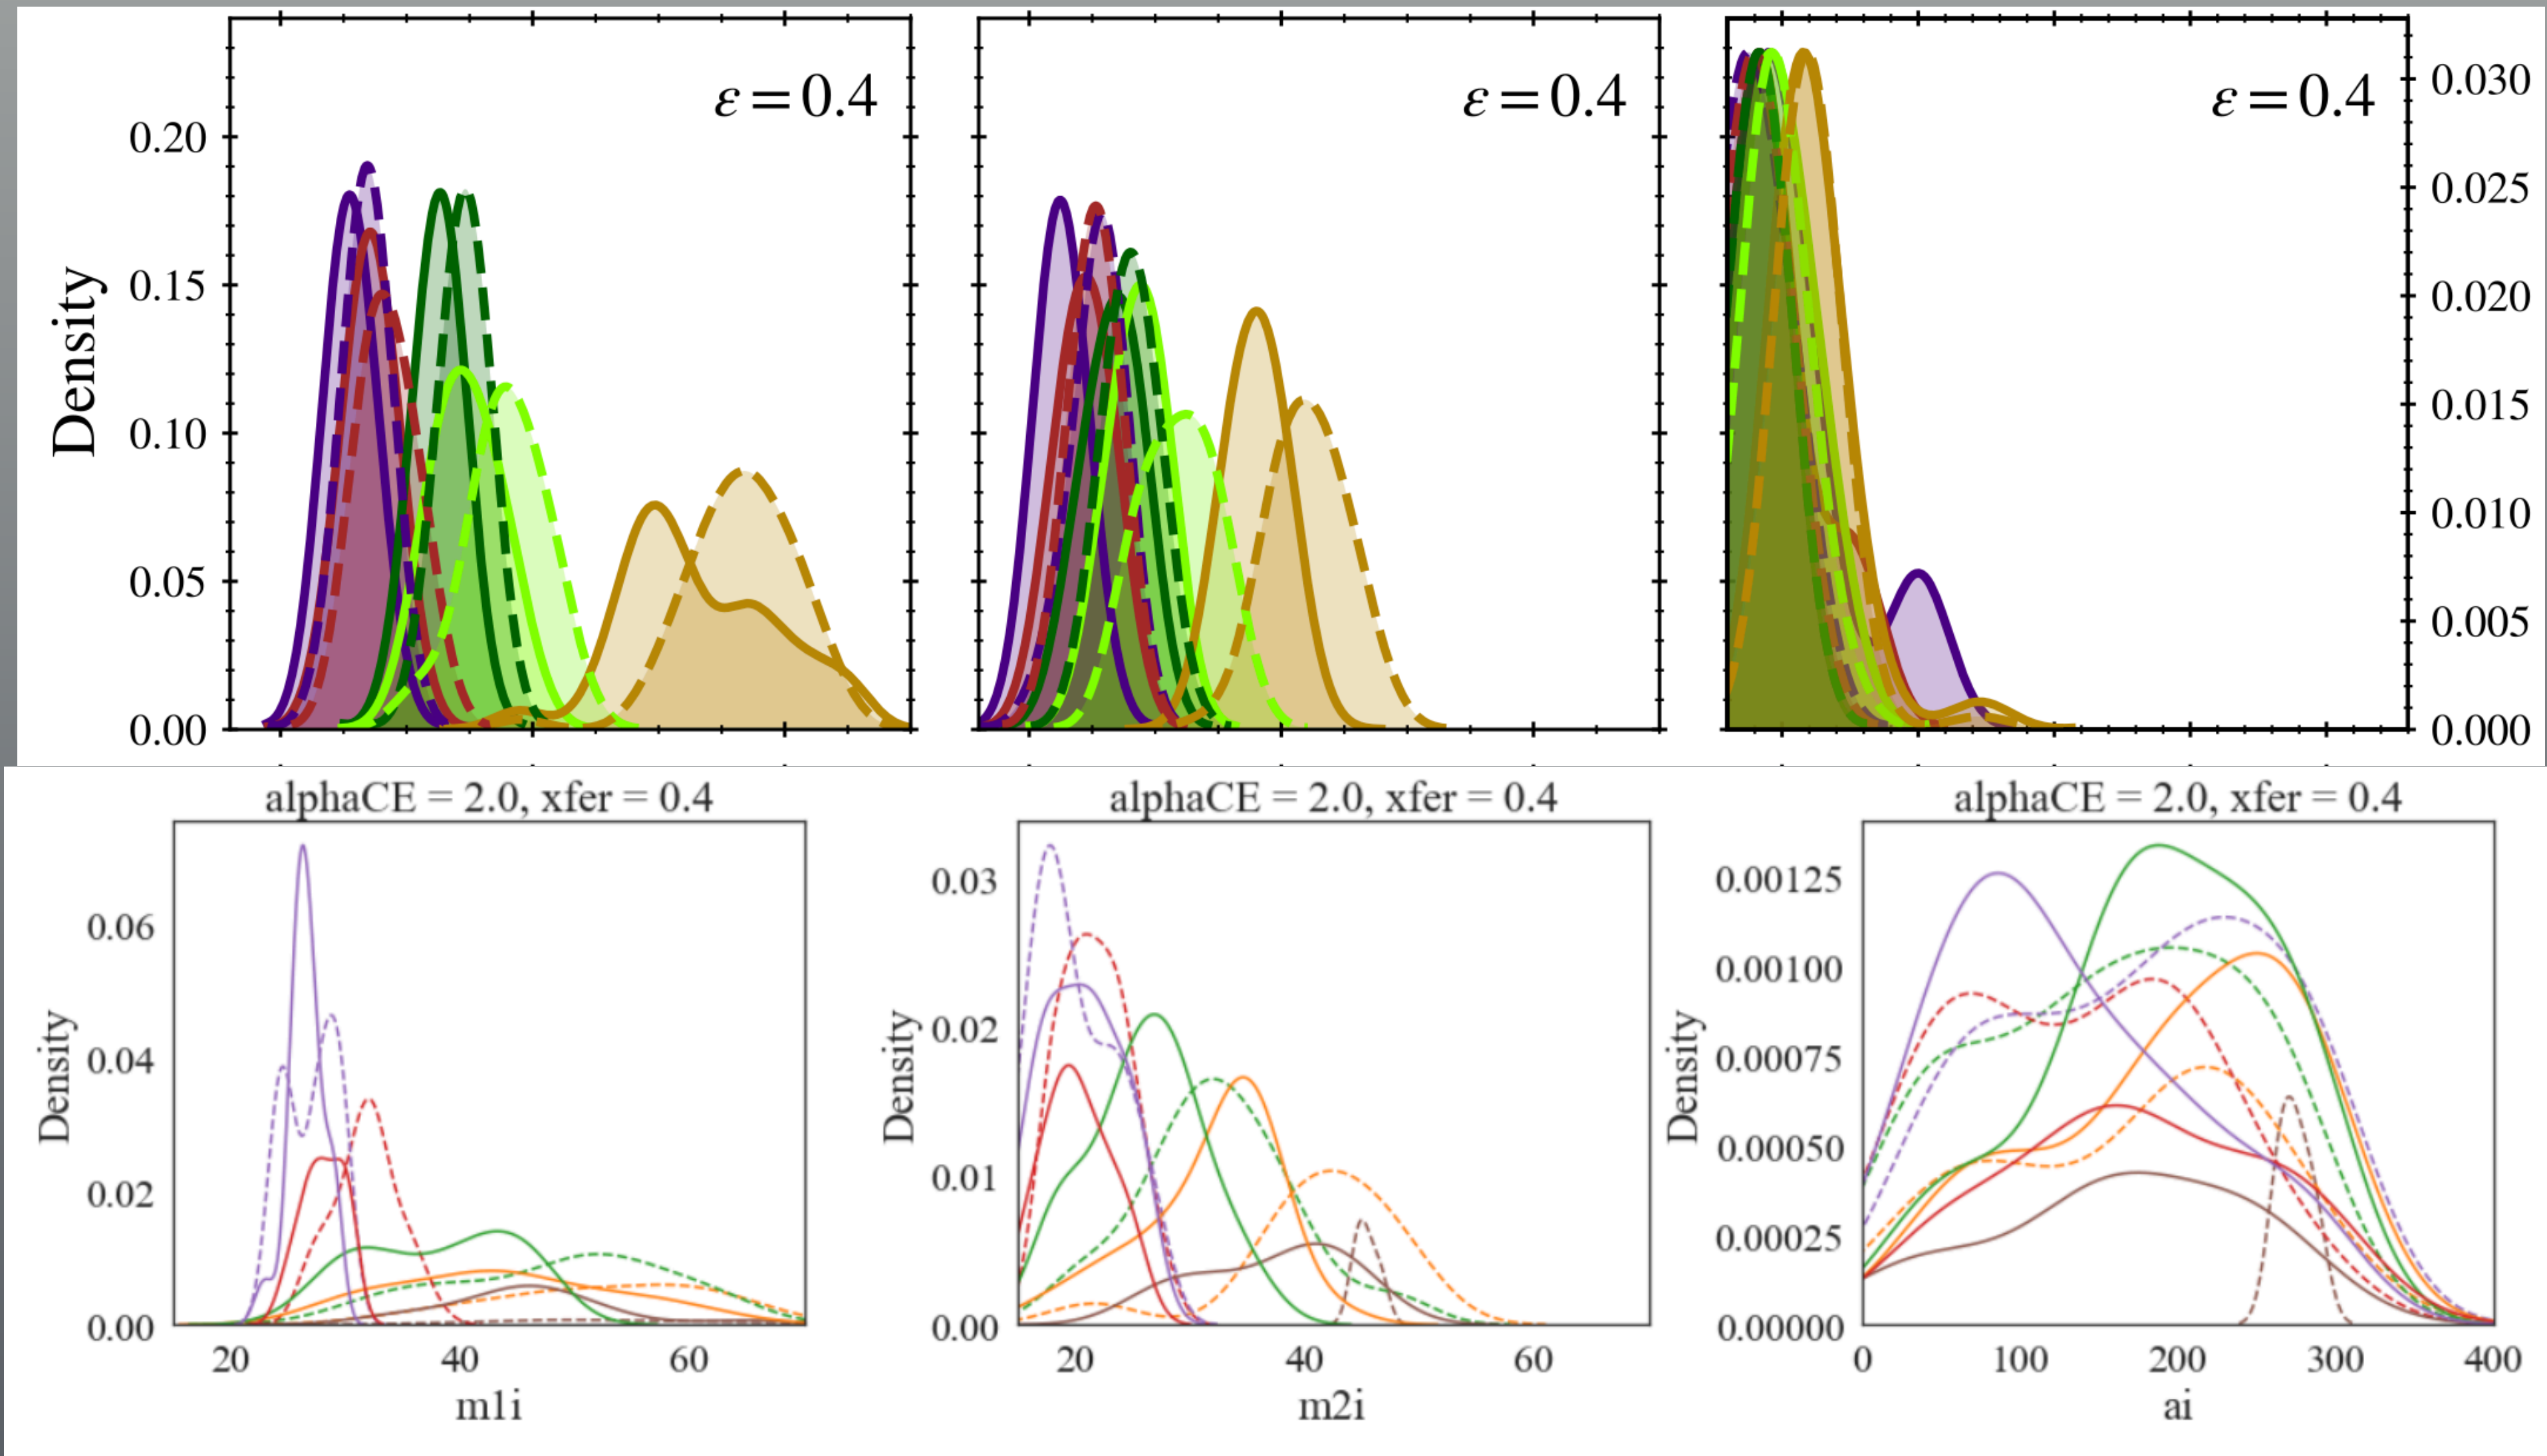 ε = 0.4
ε = 0.4
ε = 0.4
Density
0.20
0.15
0.10
0.05
0.00
0.030
0.025
0.020
0.015
0.010
0.005
0.000
alphaCE = 2.0, xfer = 0.4
alphaCE = 2.0, xfer = 0.4
alphaCE = 2.0, xfer = 0.4
Density
0.06
0.04
0.02
0.00
20 40 60
m1i
Density
0.03
0.02
0.01
0.00
20 40 60
m2i
Density
0.00125
0.00100
0.00075
0.00050
0.00025
0.00000
0 100 200 300 400
ai